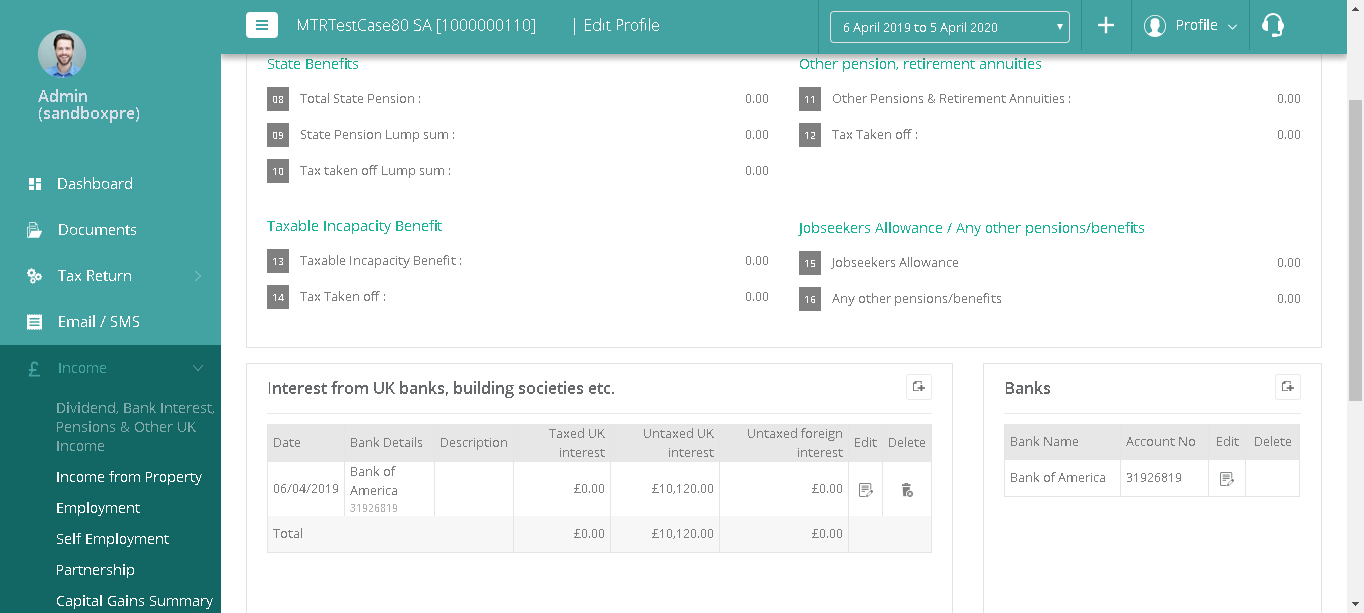 MTRTestCase80 SA [1000000110] | Edit Profile
6 April 2019 to 5 April 2020
Profile
Admin
(sandboxpre)
Dashboard
Documents
Tax Return
Email / SMS
£ Income
Dividend, Bank Interest,
Pensions & Other UK
Income
Income from Property
Employment
Self Employment
Partnership
Capital Gains Summary
State Benefits
08 Total State Pension : 0.00
09 State Pension Lump sum : 0.00
10 Tax taken off Lump sum : 0.00
Other pension, retirement annuities
11 Other Pensions & Retirement Annuities : 0.00
12 Tax Taken off : 0.00
Taxable Incapacity Benefit
13 Taxable Incapacity Benefit : 0.00
14 Tax Taken off : 0.00
Jobseekers Allowance / Any other pensions/benefits
15 Jobseekers Allowance 0.00
16 Any other pensions/benefits 0.00
Interest from UK banks, building societies etc.
Date Bank Details Description Taxed UK interest Untaxed UK interest Untaxed foreign interest Edit Delete
06/04/2019 Bank of America 31926819 £0.00 £10,120.00 £0.00
Total £0.00 £10,120.00 £0.00
Banks
Bank Name Account No Edit Delete
Bank of America 31926819